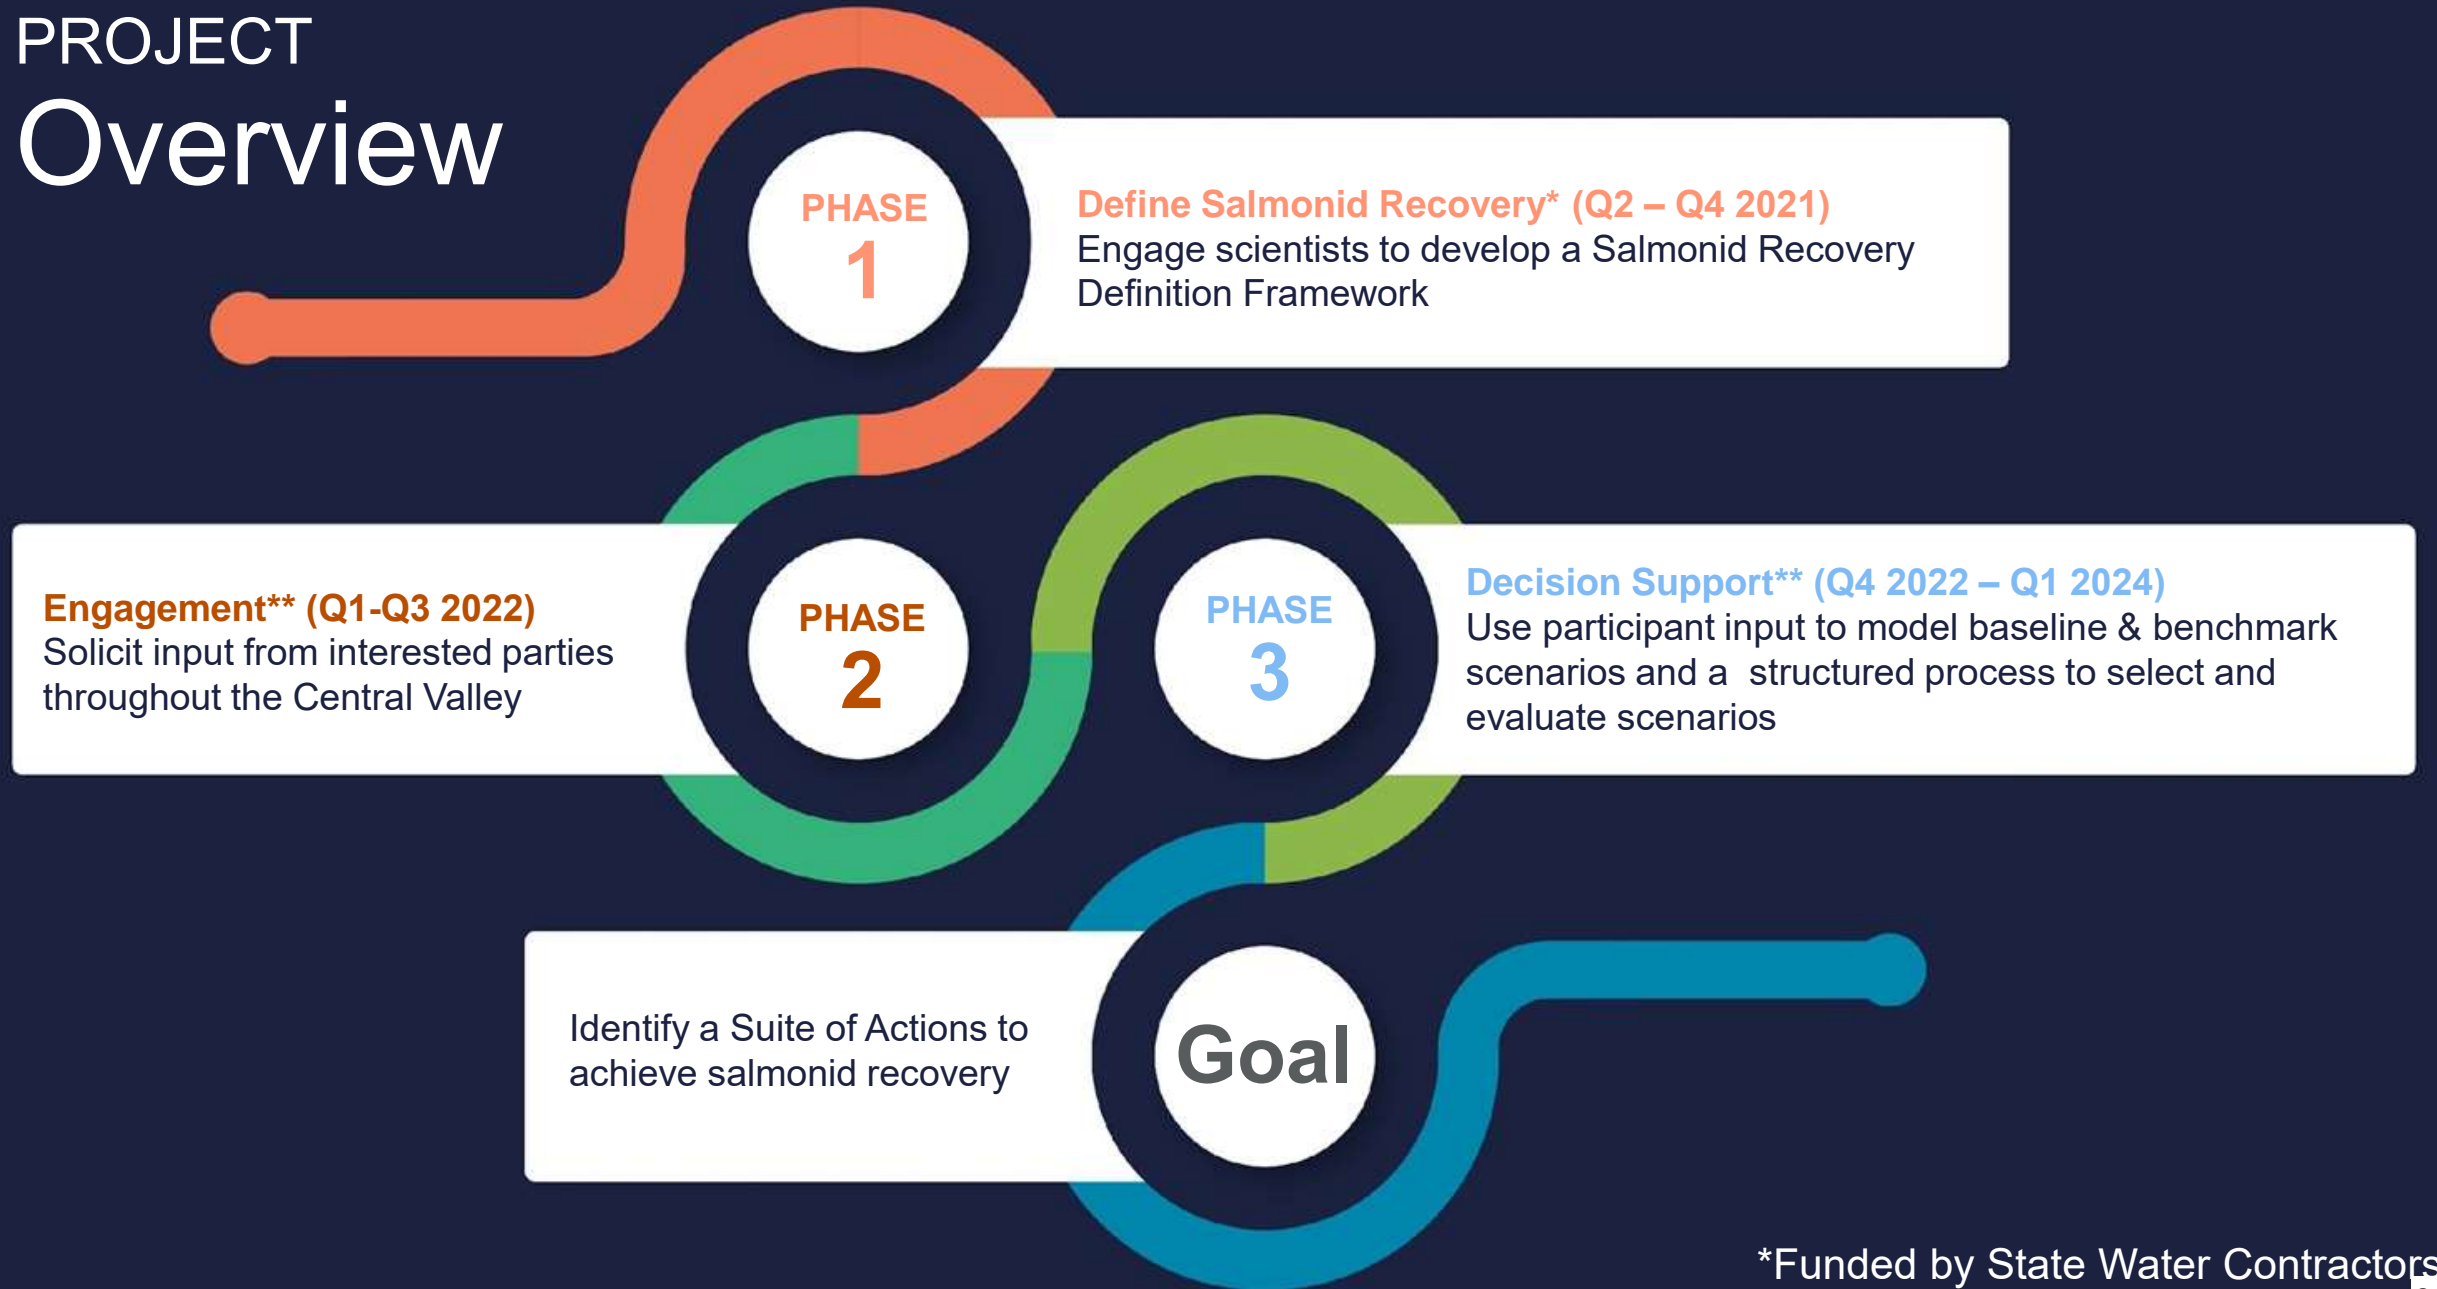 PROJECT
Overview
PHASE
1
Define Salmonid Recovery* (Q2 – Q4 2021)
Engage scientists to develop a Salmonid Recovery
Definition Framework
Engagement** (Q1-Q3 2022)
Solicit input from interested parties
throughout the Central Valley
PHASE
2
PHASE
3
Decision Support** (Q4 2022 – Q1 2024)
Use participant input to model baseline & benchmark
scenarios and a structured process to select and
evaluate scenarios
Identify a Suite of Actions to
achieve salmonid recovery
Goal
*Funded by State Water Contractors